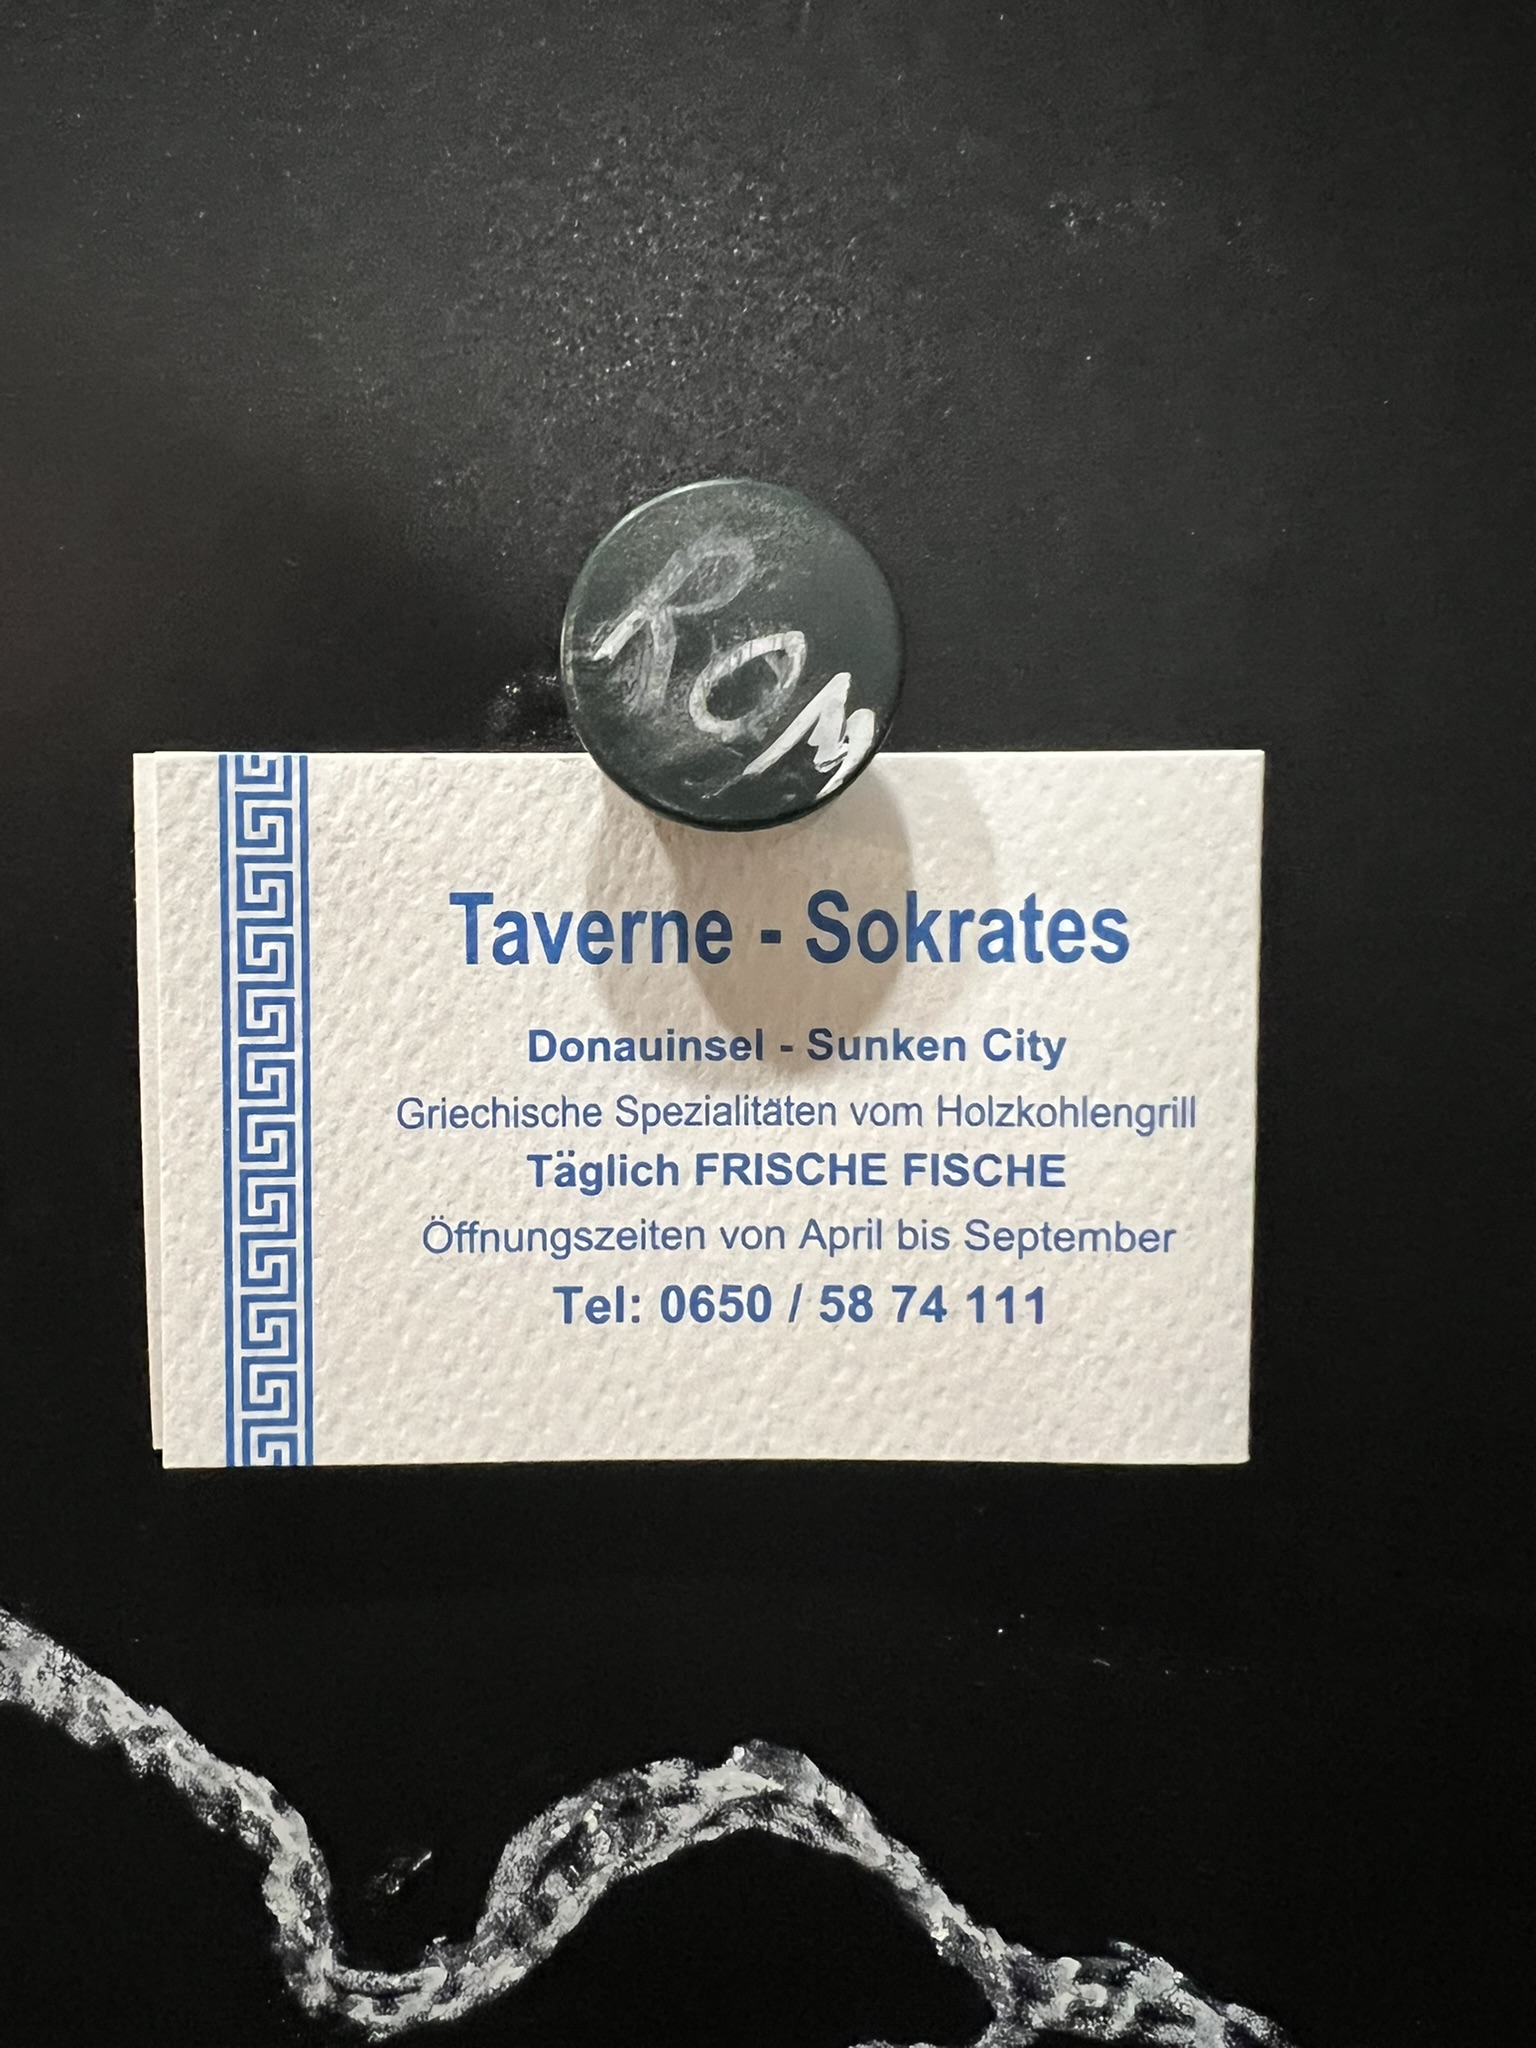 ROM
Taverne - Sokrates
Donauinsel - Sunken City
Griechische Spezialitäten vom Holzkohlengrill
Täglich FRISCHE FISCHE
Öffnungszeiten von April bis September
Tel: 0650 / 58 74 111